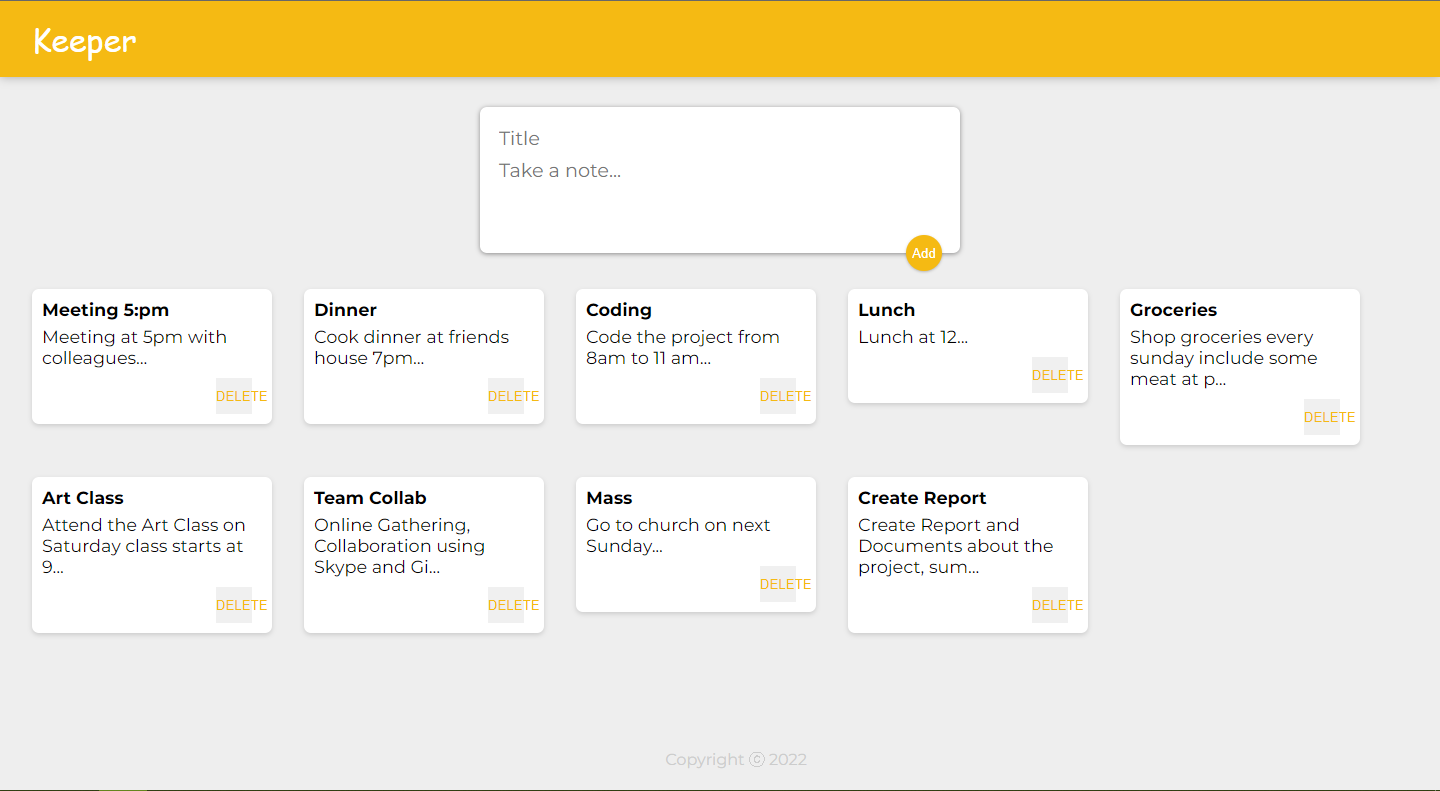 Keeper
Title
Take a note...
Add
Meeting 5:pm
Meeting at 5pm with
colleagues...
DELETE
Dinner
Cook dinner at friends
house 7pm...
DELETE
Coding
Code the project from
8am to 11 am...
DELETE
Lunch
Lunch at 12...
DELETE
Groceries
Shop groceries every
sunday include some
meat at p...
DELETE
Art Class
Attend the Art Class on
Saturday class starts at
9...
DELETE
Team Collab
Online Gathering,
Collaboration using
Skype and Gi...
DELETE
Mass
Go to church on next
Sunday...
DELETE
Create Report
Create Report and
Documents about the
project, sum...
DELETE
Copyright ⓒ 2022